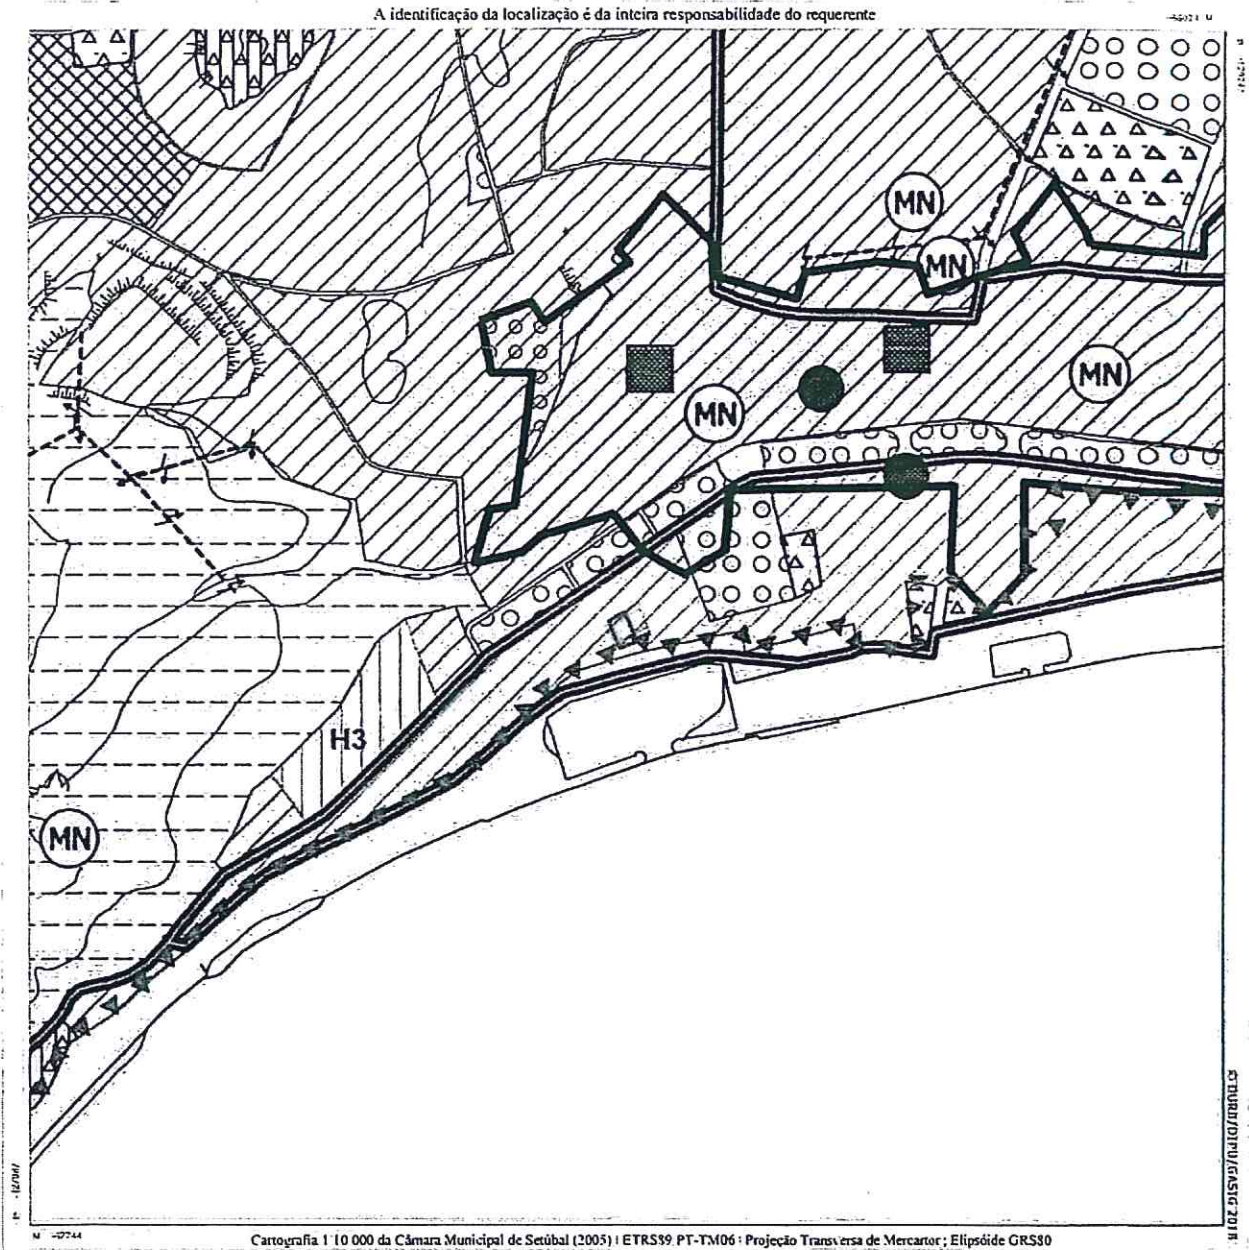 A identificação da localização é da inteira responsabilidade do requerente
MN
MN
MN
MN
H3
MN
Cartografia 1:10 000 da Câmara Municipal de Setúbal (2005) | ETRS89, PT-TM06 : Projeção Transversa de Mercartor ; Elipsóide GRS80